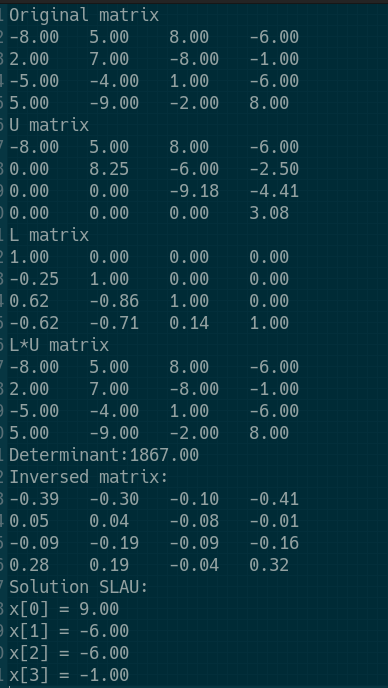 Original matrix
-8.00 5.00 8.00 -6.00
2.00 7.00 -8.00 -1.00
-5.00 -4.00 1.00 -6.00
5.00 -9.00 -2.00 8.00
U matrix
-8.00 5.00 8.00 -6.00
0.00 8.25 -6.00 -2.50
0.00 0.00 -9.18 -4.41
0.00 0.00 0.00 3.08
L matrix
1.00 0.00 0.00 0.00
-0.25 1.00 0.00 0.00
0.62 -0.86 1.00 0.00
-0.62 -0.71 0.14 1.00
L*U matrix
-8.00 5.00 8.00 -6.00
2.00 7.00 -8.00 -1.00
-5.00 -4.00 1.00 -6.00
5.00 -9.00 -2.00 8.00
Determinant:1867.00
Inversed matrix:
-0.39 -0.30 -0.10 -0.41
0.05 0.04 -0.08 -0.01
-0.09 -0.19 -0.09 -0.16
0.28 0.19 -0.04 0.32
Solution SLAU:
x[0] = 9.00
x[1] = -6.00
x[2] = -6.00
x[3] = -1.00